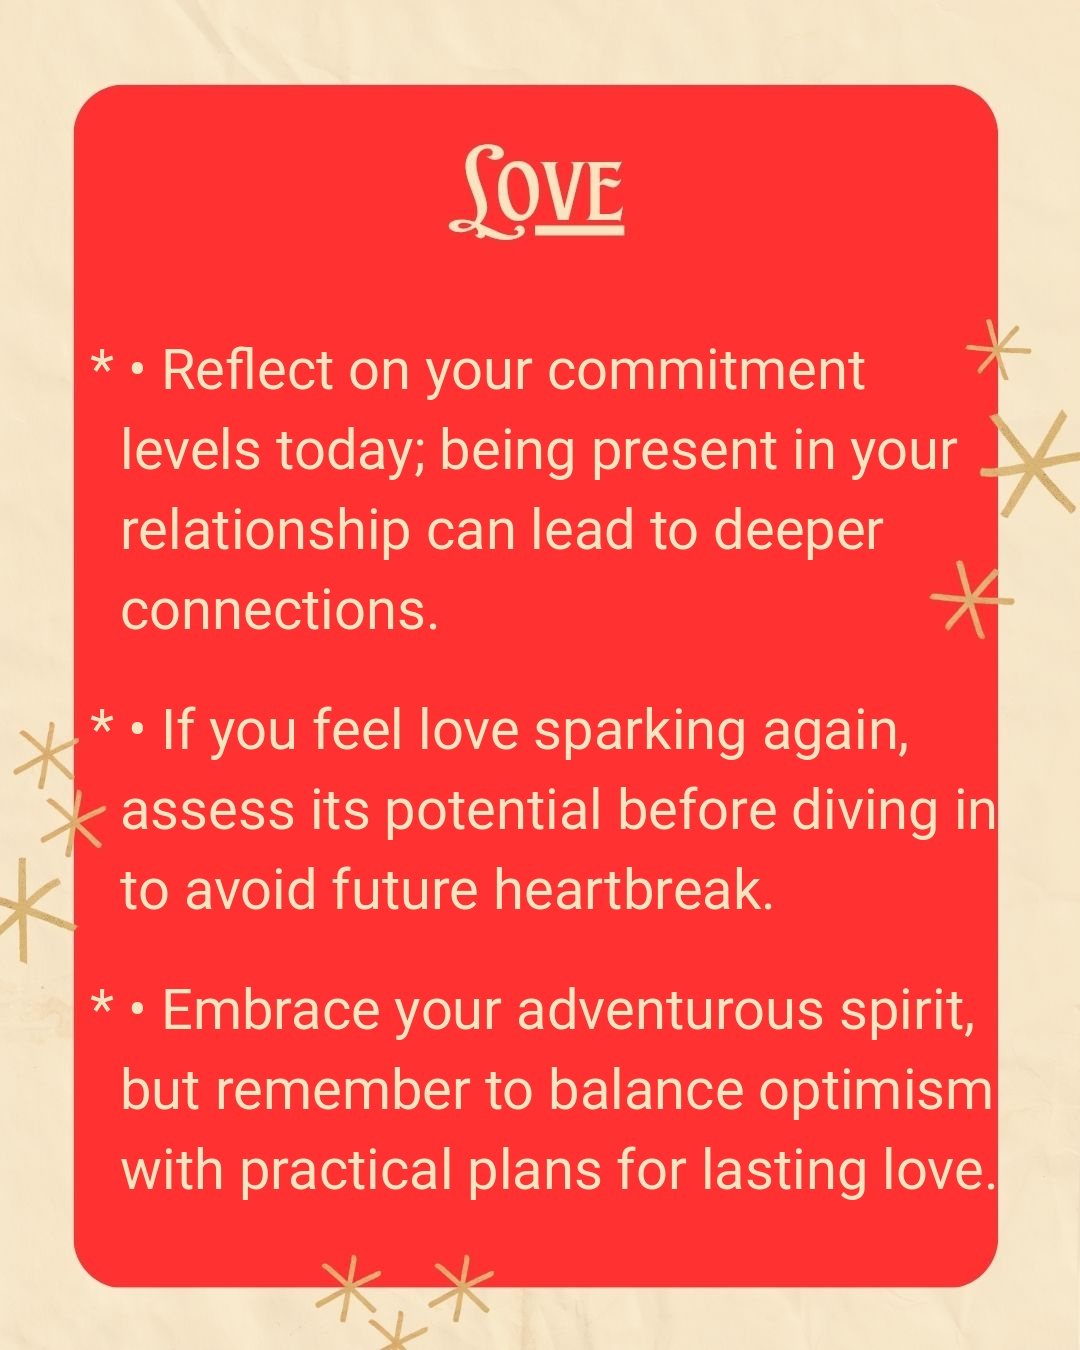 Love
* • Reflect on your commitment
levels today; being present in your
relationship can lead to deeper
connections.
* • If you feel love sparking again,
assess its potential before diving in
to avoid future heartbreak.
* • Embrace your adventurous spirit,
but remember to balance optimism
with practical plans for lasting love.